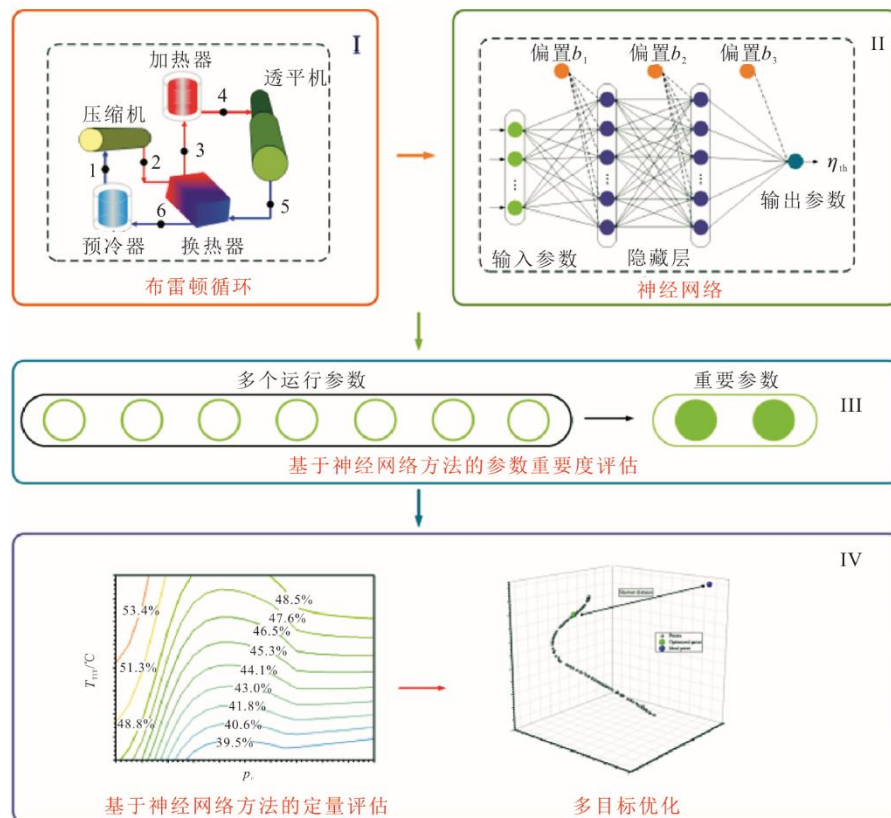 I
加热器
4
透平机
压缩机
1
2
3
6
5
预冷器
换热器
布雷顿循环
II
偏置b₁
偏置b₂
偏置b₃
η_th
输出参数
输入参数
隐藏层
神经网络
多个运行参数
重要参数
III
基于神经网络方法的参数重要度评估
IV
53.4%
48.5%
47.6%
46.5%
45.3%
51.3%
44.1%
43.0%
41.8%
48.8%
40.6%
39.5%
基于神经网络方法的定量评估
Optimized point
Ideal point
多目标优化